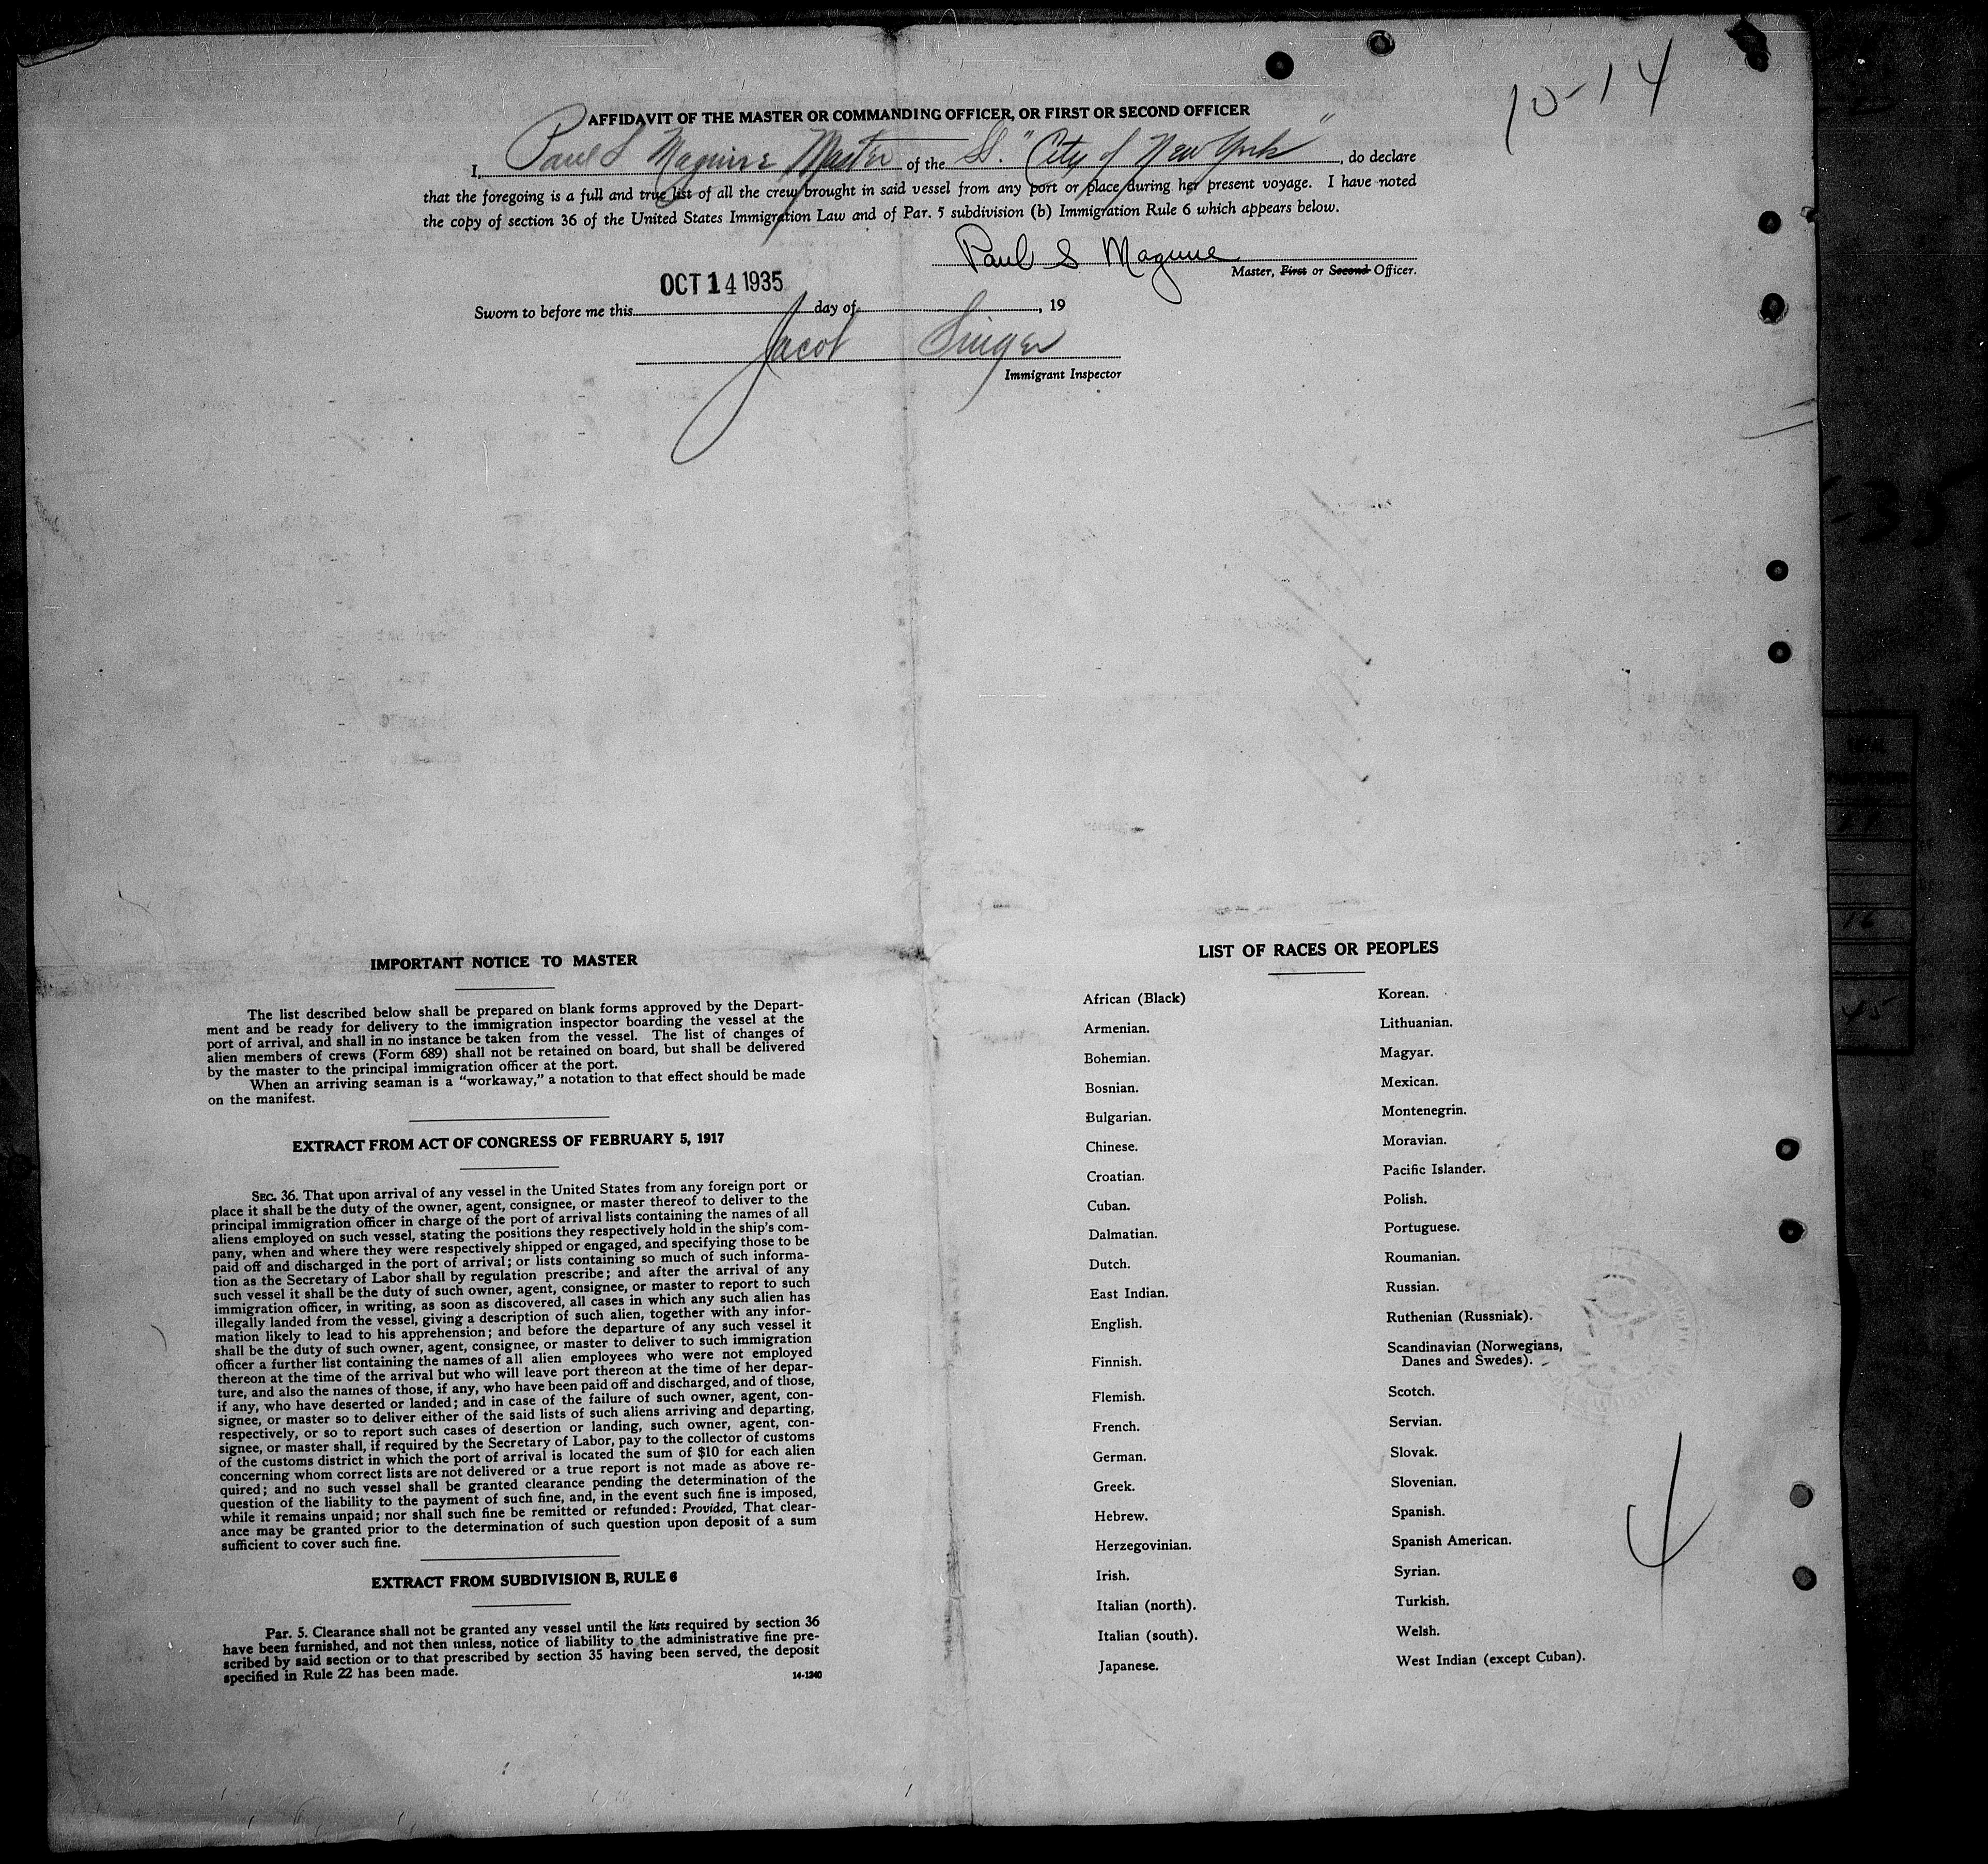 10-14
AFFIDAVIT OF THE MASTER OR COMMANDING OFFICER, OR FIRST OR SECOND OFFICER
I, Paul S Maguire Master of the SS. "City of New York", do declare
that the foregoing is a full and true list of all the crew brought in said vessel from any port or place during her present voyage. I have noted
the copy of section 36 of the United States Immigration Law and of Par. 5 subdivision (b) Immigration Rule 6 which appears below.
Paul S Maguire
Master, First or Second Officer.
OCT 14 1935
Sworn to before me this day of , 19
Jacob Singer
Immigrant Inspector
IMPORTANT NOTICE TO MASTER
The list described below shall be prepared on blank forms approved by the Depart-
ment and be ready for delivery to the immigration inspector boarding the vessel at the
port of arrival, and shall in no instance be taken from the vessel. The list of changes of
alien members of crews (Form 689) shall not be retained on board, but shall be delivered
by the master to the principal immigration officer at the port.
When an arriving seaman is a "workaway," a notation to that effect should be made
on the manifest.
EXTRACT FROM ACT OF CONGRESS OF FEBRUARY 5, 1917
SEC. 36. That upon arrival of any vessel in the United States from any foreign port or
place it shall be the duty of the owner, agent, consignee, or master thereof to deliver to the
principal immigration officer in charge of the port of arrival lists containing the names of all
aliens employed on such vessel, stating the positions they respectively hold in the ship's com-
pany, when and where they were respectively shipped or engaged, and specifying those to be
paid off and discharged in the port of arrival; or lists containing so much of such informa-
tion as the Secretary of Labor shall by regulation prescribe; and after the arrival of any
such vessel it shall be the duty of such owner, agent, consignee, or master to report to such
immigration officer, in writing, as soon as discovered, all cases in which any such alien has
illegally landed from the vessel, giving a description of such alien, together with any infor-
mation likely to lead to his apprehension; and before the departure of any such vessel it
shall be the duty of such owner, agent, consignee, or master to deliver to such immigration
officer a further list containing the names of all alien employees who were not employed
thereon at the time of the arrival but who will leave port thereon at the time of her depar-
ture, and also the names of those, if any, who have been paid off and discharged, and of those,
if any, who have deserted or landed; and in case of the failure of such owner, agent, con-
signee, or master so to deliver either of the said lists of such aliens arriving and departing,
respectively, or so to report such cases of desertion or landing, such owner, agent, con-
signee, or master shall, if required by the Secretary of Labor, pay to the collector of customs
of the customs district in which the port of arrival is located the sum of $10 for each alien
concerning whom correct lists are not delivered or a true report is not made as above re-
quired; and no such vessel shall be granted clearance pending the determination of the
question of the liability to the payment of such fine, and, in the event such fine is imposed,
while it remains unpaid; nor shall such fine be remitted or refunded: Provided, That clear-
ance may be granted prior to the determination of such question upon deposit of a sum
sufficient to cover such fine.
EXTRACT FROM SUBDIVISION B, RULE 6
Par. 5. Clearance shall not be granted any vessel until the lists required by section 36
have been furnished, and not then unless, notice of liability to the administrative fine pre-
scribed by said section or to that prescribed by section 35 having been served, the deposit
specified in Rule 22 has been made.
14-1240
LIST OF RACES OR PEOPLES
African (Black)
Armenian.
Bohemian.
Bosnian.
Bulgarian.
Chinese.
Croatian.
Cuban.
Dalmatian.
Dutch.
East Indian.
English.
Finnish.
Flemish.
French.
German.
Greek.
Hebrew.
Herzegovinian.
Irish.
Italian (north).
Italian (south).
Japanese.
Korean.
Lithuanian.
Magyar.
Mexican.
Montenegrin.
Moravian.
Pacific Islander.
Polish.
Portuguese.
Roumanian.
Russian.
Ruthenian (Russniak).
Scandinavian (Norwegians,
Danes and Swedes).
Scotch.
Servian.
Slovak.
Slovenian.
Spanish.
Spanish American.
Syrian.
Turkish.
Welsh.
West Indian (except Cuban).
4